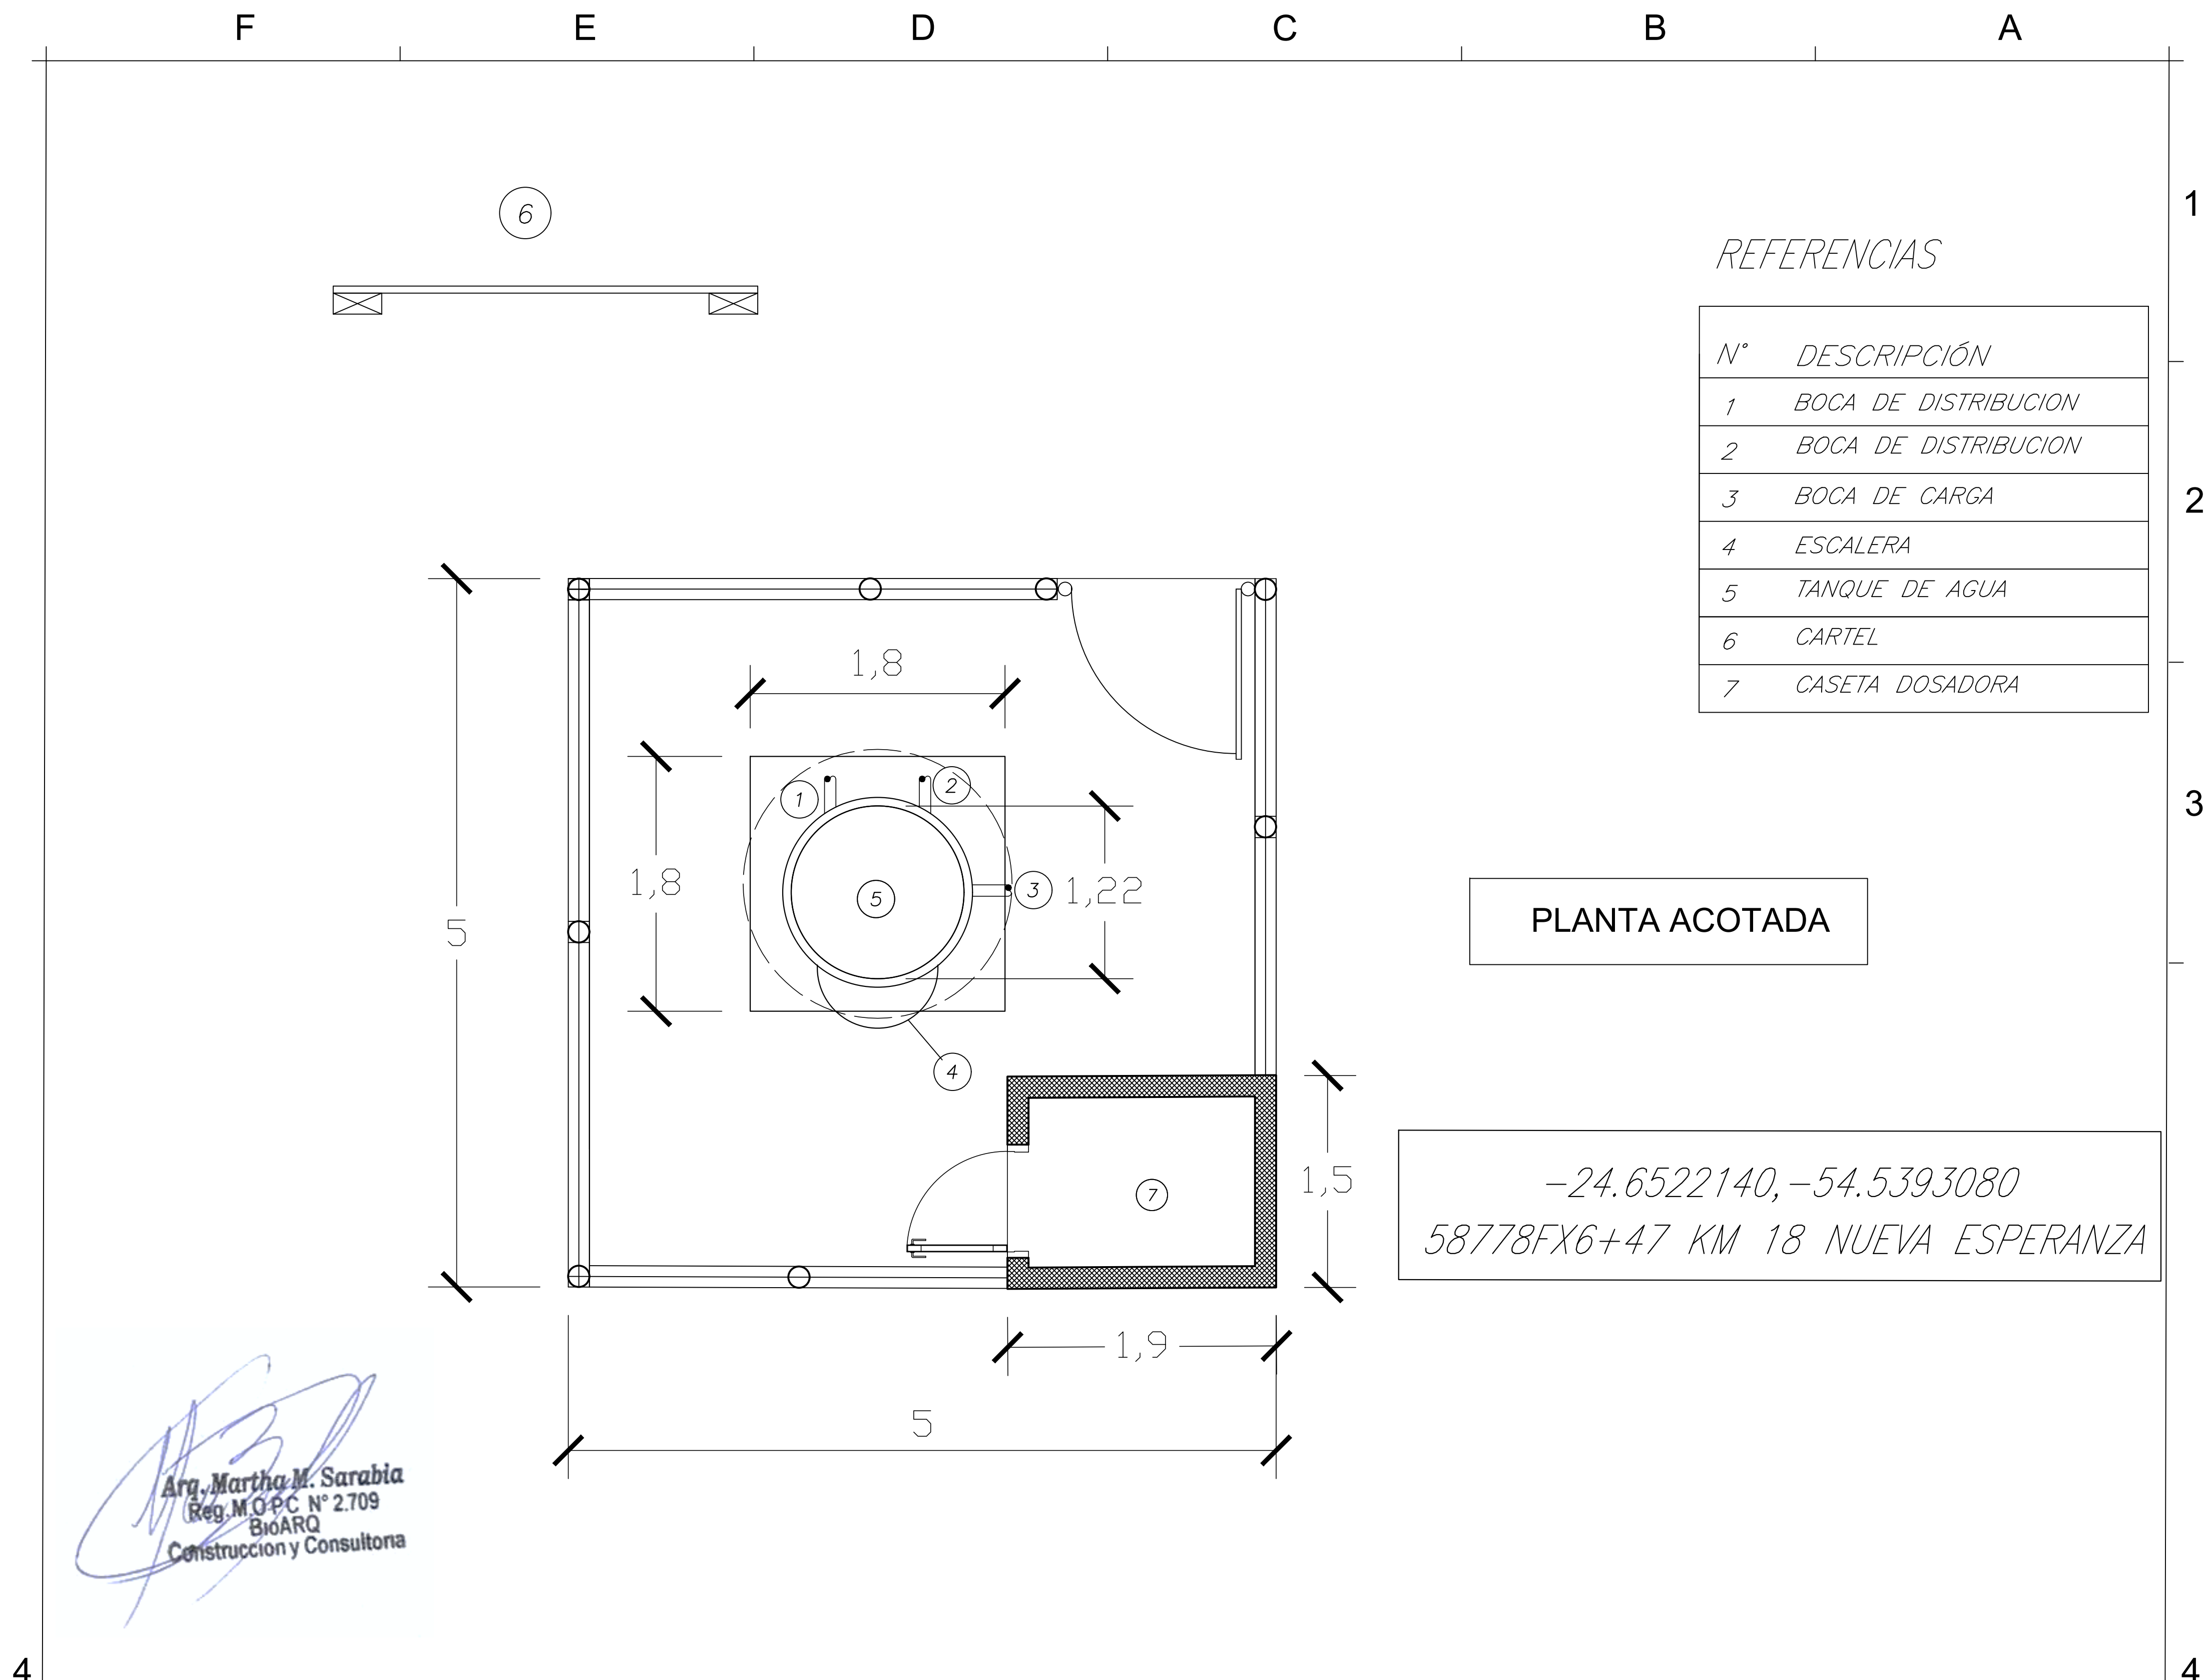 F E D C B A
1
6
REFERENCIAS
N° DESCRIPCIÓN
1 BOCA DE DISTRIBUCION
2 BOCA DE DISTRIBUCION
3 BOCA DE CARGA
4 ESCALERA
5 TANQUE DE AGUA
6 CARTEL
7 CASETA DOSADORA
2
1,8
3
1
2
1,8
5
3
1,22
5
4
PLANTA ACOTADA
7
1,5
-24.6522140,-54.5393080
58778FX6+47 KM 18 NUEVA ESPERANZA
1,9
5
Arq. Martha M. Sarabia
Reg. M.O P C N° 2.709
BioARQ
Construccion y Consultoria
4
4